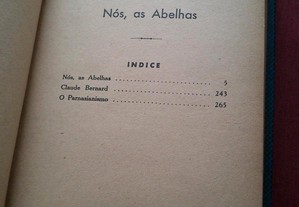 Nós, as Abelhas
INDICE
Nós, as Abelhas 5
Claude Bernard 243
O Parnasianismo 265